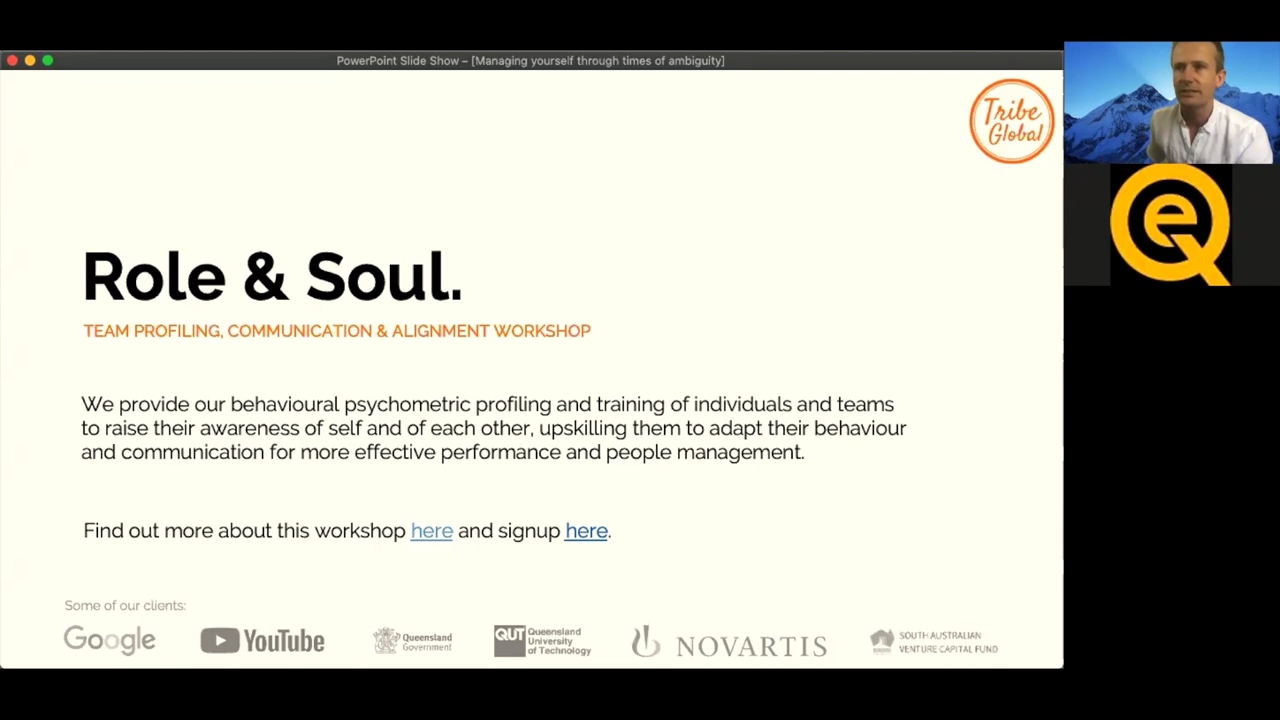 PowerPoint Slide Show – [Managing yourself through times of ambiguity]
Tribe
Global
eQ
Role & Soul.
TEAM PROFILING, COMMUNICATION & ALIGNMENT WORKSHOP
We provide our behavioural psychometric profiling and training of individuals and teams
to raise their awareness of self and of each other, upskilling them to adapt their behaviour
and communication for more effective performance and people management.
Find out more about this workshop here and signup here.
Some of our clients:
Google
YouTube
Queensland
Government
QUT
Queensland
University
of Technology
NOVARTIS
SOUTH AUSTRALIAN
VENTURE CAPITAL FUND